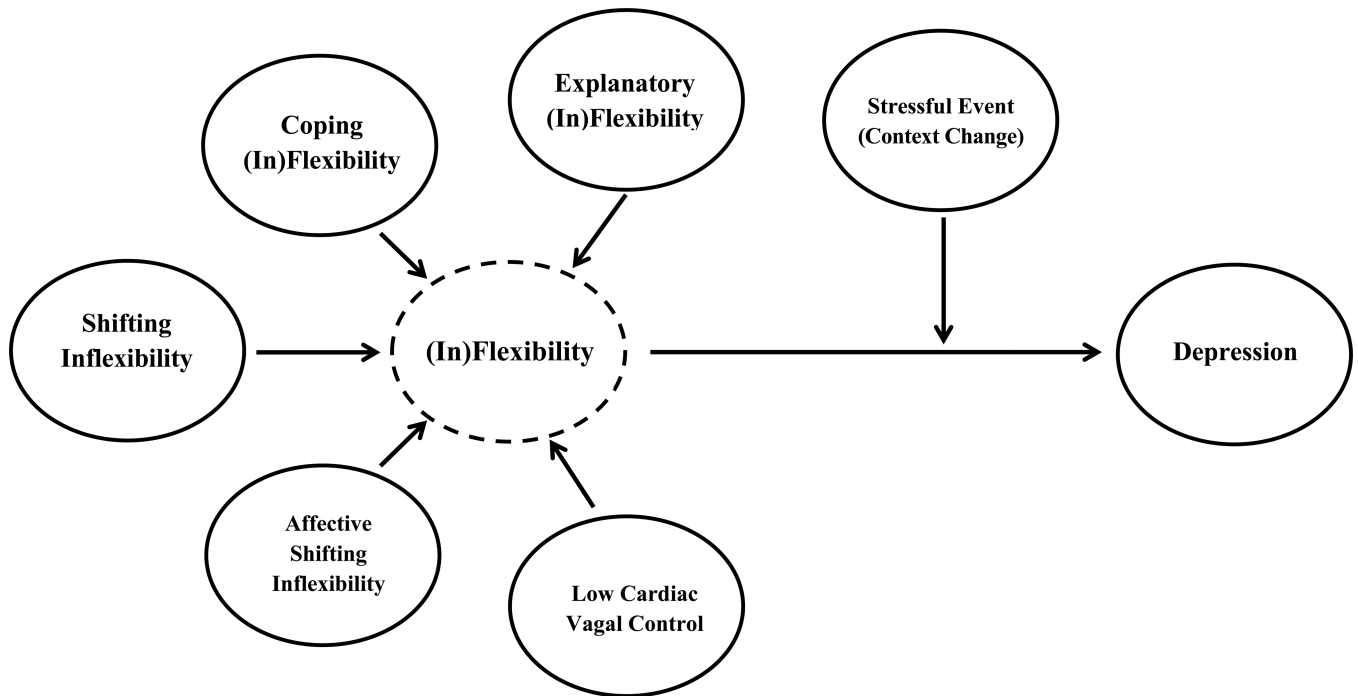 Explanatory
(In)Flexibility
Coping
(In)Flexibility
Stressful Event
(Context Change)
Shifting
Inflexibility
(In)Flexibility
Depression
Affective
Shifting
Inflexibility
Low Cardiac
Vagal Control